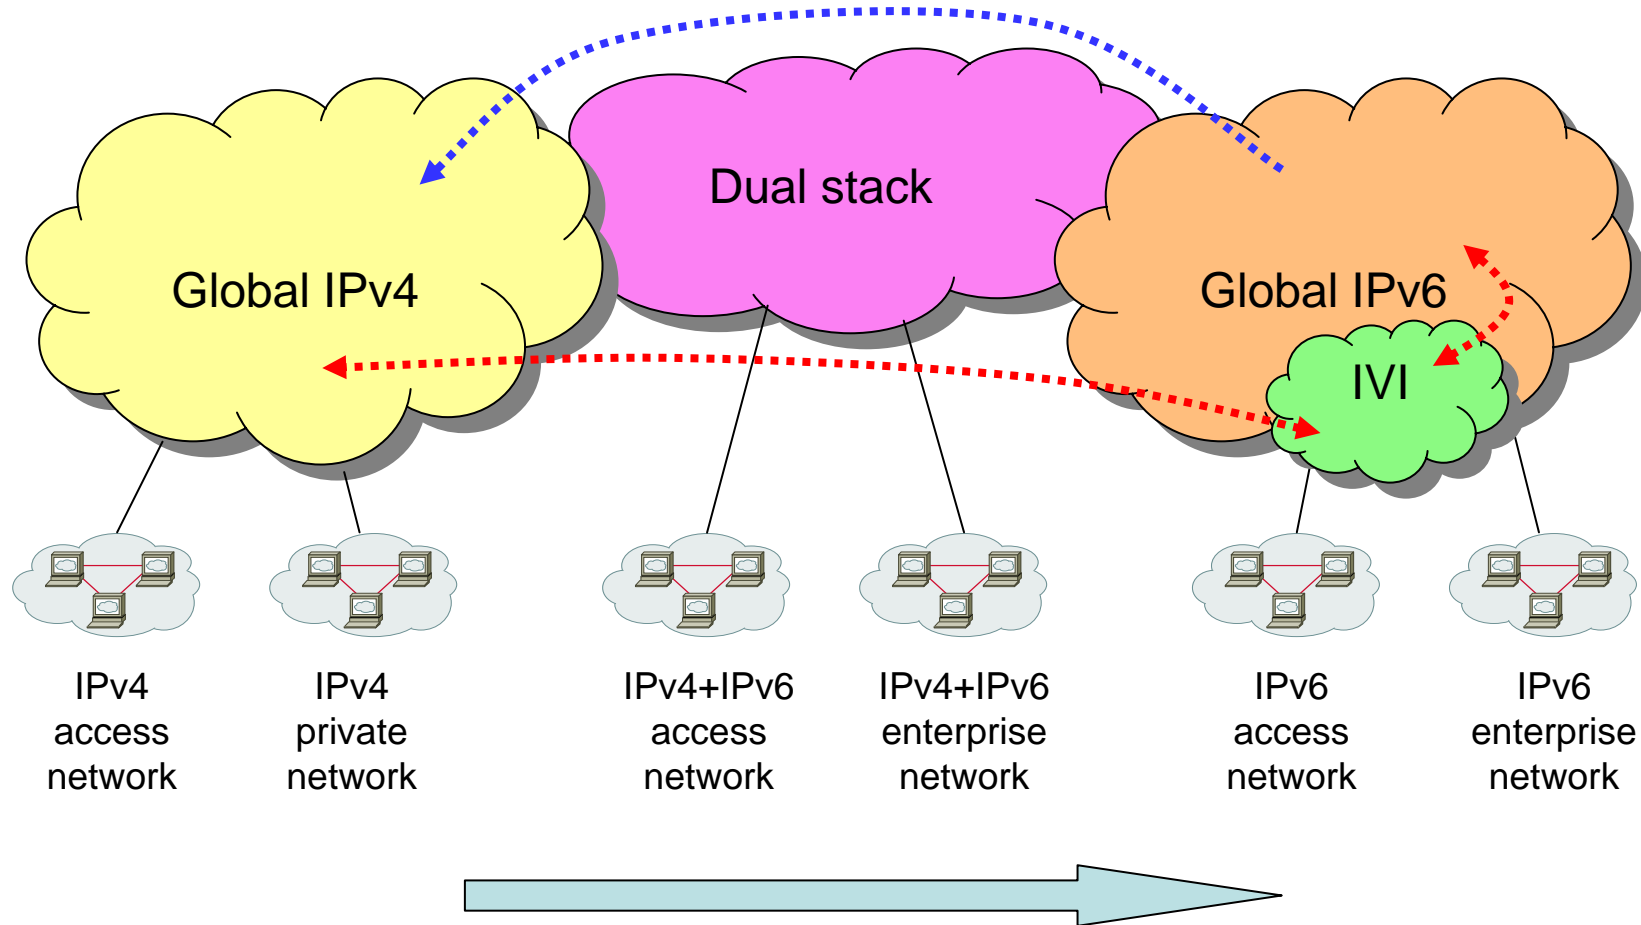 Dual stack
Global IPv4
Global IPv6
IVI
IPv4
access
network
IPv4
private
network
IPv4+IPv6
access
network
IPv4+IPv6
enterprise
network
IPv6
access
network
IPv6
enterprise
network